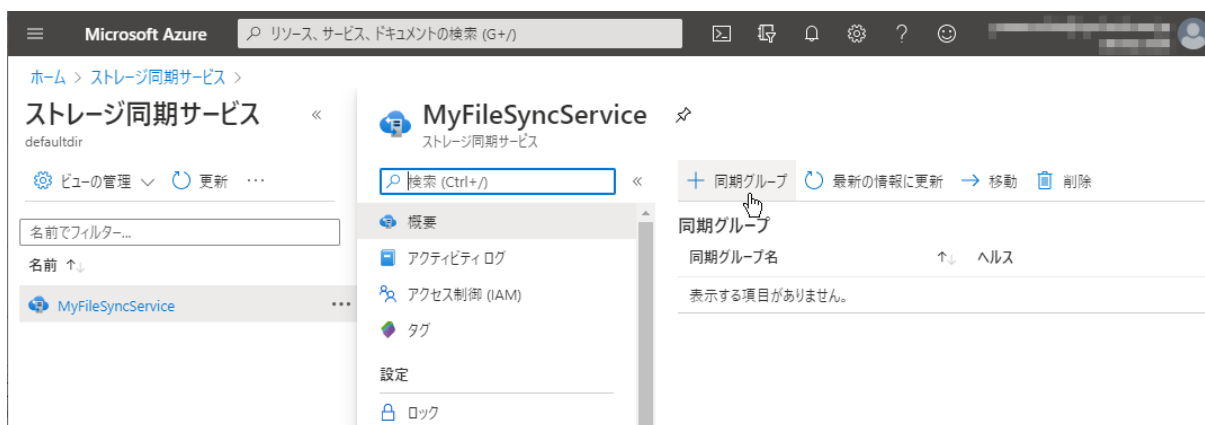 Microsoft Azure
リソース、サービス、ドキュメントの検索 (G+/)
ホーム > ストレージ同期サービス >
ストレージ同期サービス «
defaultdir
ビューの管理 更新 ···
名前でフィルター...
名前 ↑↓
MyFileSyncService ···
MyFileSyncService
ストレージ同期サービス
検索 (Ctrl+/) «
概要
アクティビティ ログ
アクセス制御 (IAM)
タグ
設定
ロック
+ 同期グループ 最新の情報に更新 → 移動 削除
同期グループ
同期グループ名 ↑↓ ヘルス
表示する項目がありません。